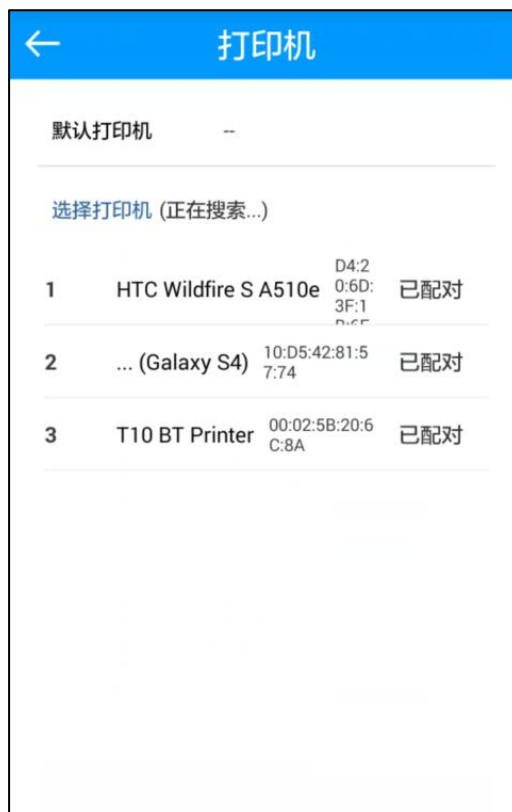 打印机
默认打印机 --
选择打印机 (正在搜索...)
1 HTC Wildfire S A510e D4:2
0:6D:
3F:1
已配对
2 ... (Galaxy S4) 10:D5:42:81:5
7:74
已配对
3 T10 BT Printer 00:02:5B:20:6
C:8A
已配对